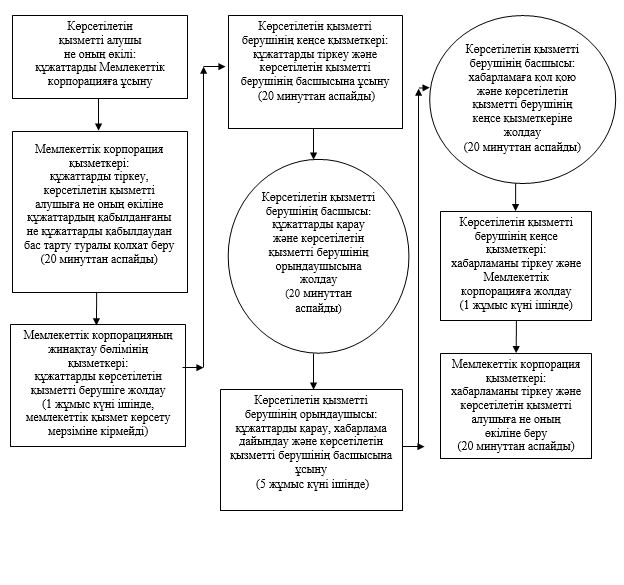 Көрсетілетін
қызметті алушы
не оның өкілі:
құжаттарды Мемлекеттік
корпорацияға ұсыну
Мемлекеттік корпорация
қызметкері:
құжаттарды тіркеу,
көрсетілетін қызметті
алушыға не оның өкіліне
құжаттардың қабылданғаны
не құжаттарды қабылдаудан
бас тарту туралы қолхат беру
(20 минуттан аспайды)
Мемлекеттік корпорацияның
жинақтау бөлімінің
қызметкері:
құжаттарды көрсетілетін
қызметті берушіге жолдау
(1 жұмыс күні ішінде,
мемлекеттік қызмет көрсету
мерзіміне кірмейді)
Көрсетілетін қызметті
берушінің кеңсе қызметкері:
құжаттарды тіркеу және
көрсетілетін қызметті
берушінің басшысына ұсыну
(20 минуттан аспайды)
Көрсетілетін қызметті
берушінің басшысы:
құжаттарды қарау
және көрсетілетін
қызметті берушінің
орындаушысына
жолдау
(20 минуттан
аспайды)
Көрсетілетін қызметті
берушінің орындаушысы:
құжаттарды қарау, хабарлама
дайындау және көрсетілетін
қызметті берушінің басшысына
ұсыну
(5 жұмыс күні ішінде)
Көрсетілетін қызметті
берушінің басшысы:
хабарламаға қол қою
және көрсетілетін
қызметті берушінің
кеңсе қызметкеріне
жолдау
(20 минуттан аспайды)
Көрсетілетін қызметті
берушінің кеңсе
қызметкері:
хабарламаны тіркеу және
Мемлекеттік
корпорацияға жолдау
(1 жұмыс күні ішінде)
Мемлекеттік корпорация
қызметкері:
хабарламаны тіркеу және
көрсетілетін қызметті
алушыға не оның
өкіліне беру
(20 минуттан аспайды)